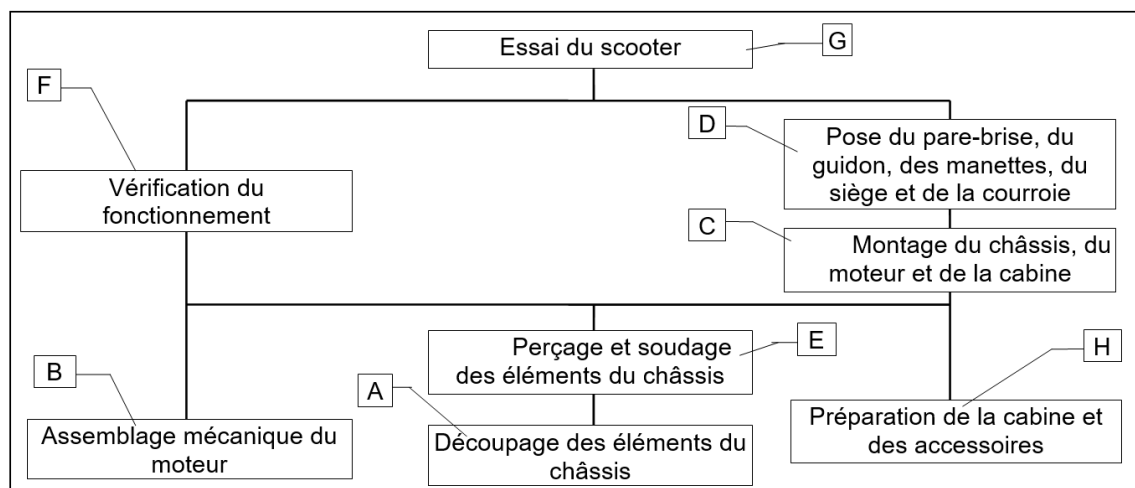 Essai du scooter
G
F
D
Pose du pare-brise, du
guidon, des manettes, du
siège et de la courroie
Vérification du
fonctionnement
C
Montage du châssis, du
moteur et de la cabine
Perçage et soudage
des éléments du châssis
E
H
B
A
Assemblage mécanique du
moteur
Découpage des éléments du
châssis
Préparation de la cabine et
des accessoires